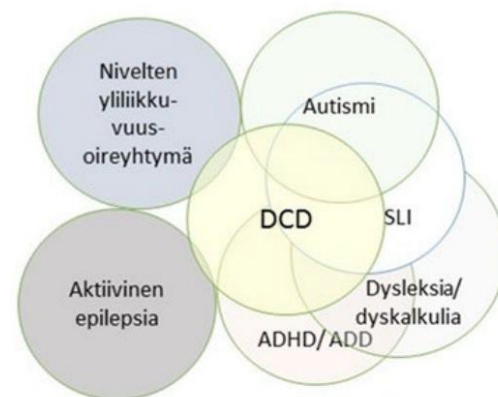 Nivelten
yliliikku-
vuus-
oireyhtymä
Autismi
DCD
SLI
Aktiivinen
epilepsia
Dysleksia/
dyskalkulia
ADHD/ ADD